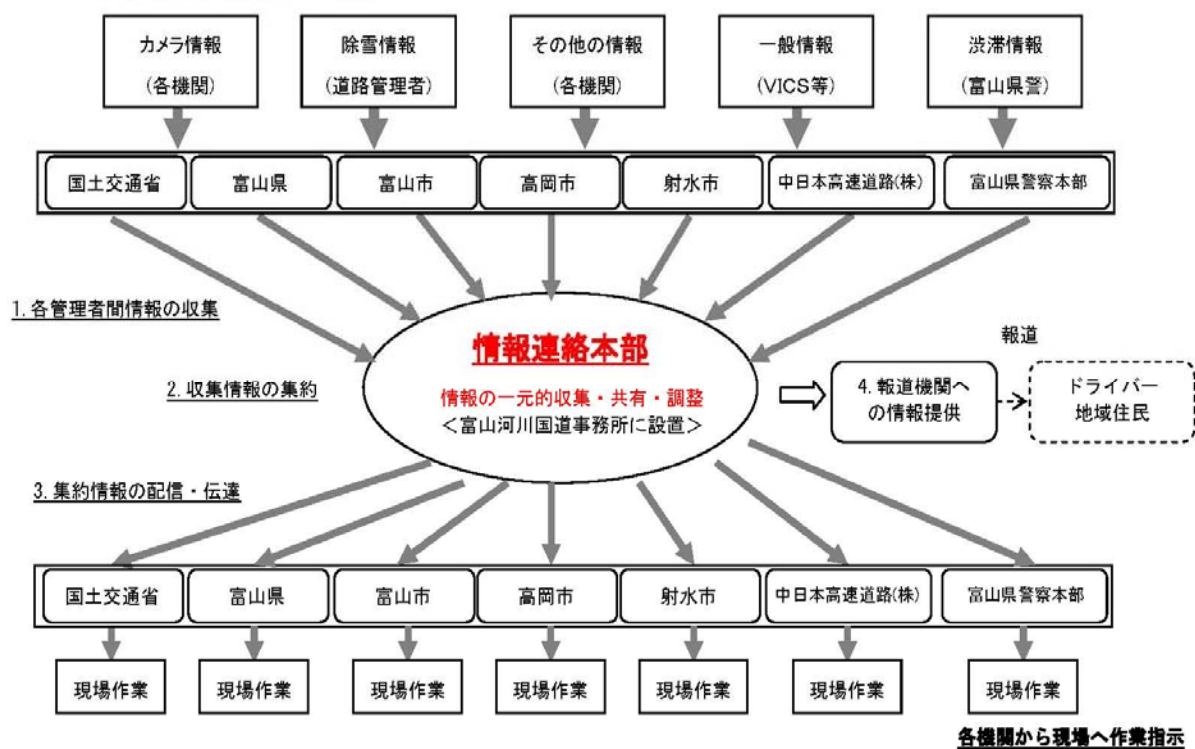 カメラ情報
(各機関)
除雪情報
(道路管理者)
その他の情報
(各機関)
一般情報
(VICS等)
渋滞情報
(富山県警)
国土交通省
富山県
富山市
高岡市
射水市
中日本高速道路(株)
富山県警察本部
1. 各管理者間情報の収集
情報連絡本部
2. 収集情報の集約
情報の一元的収集・共有・調整
<富山河川国道事務所に設置>
報道
4. 報道機関へ
の情報提供
ドライバー
地域住民
3. 集約情報の配信・伝達
国土交通省
富山県
富山市
高岡市
射水市
中日本高速道路(株)
富山県警察本部
現場作業
現場作業
現場作業
現場作業
現場作業
現場作業
現場作業
各機関から現場へ作業指示